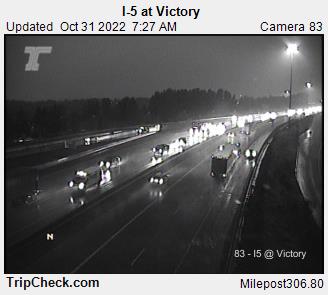 I-5 at Victory
Updated Oct 31 2022 7:27 AM Camera 83
T
N
83 - I5 @ Victory
TripCheck.com Milepost306.80